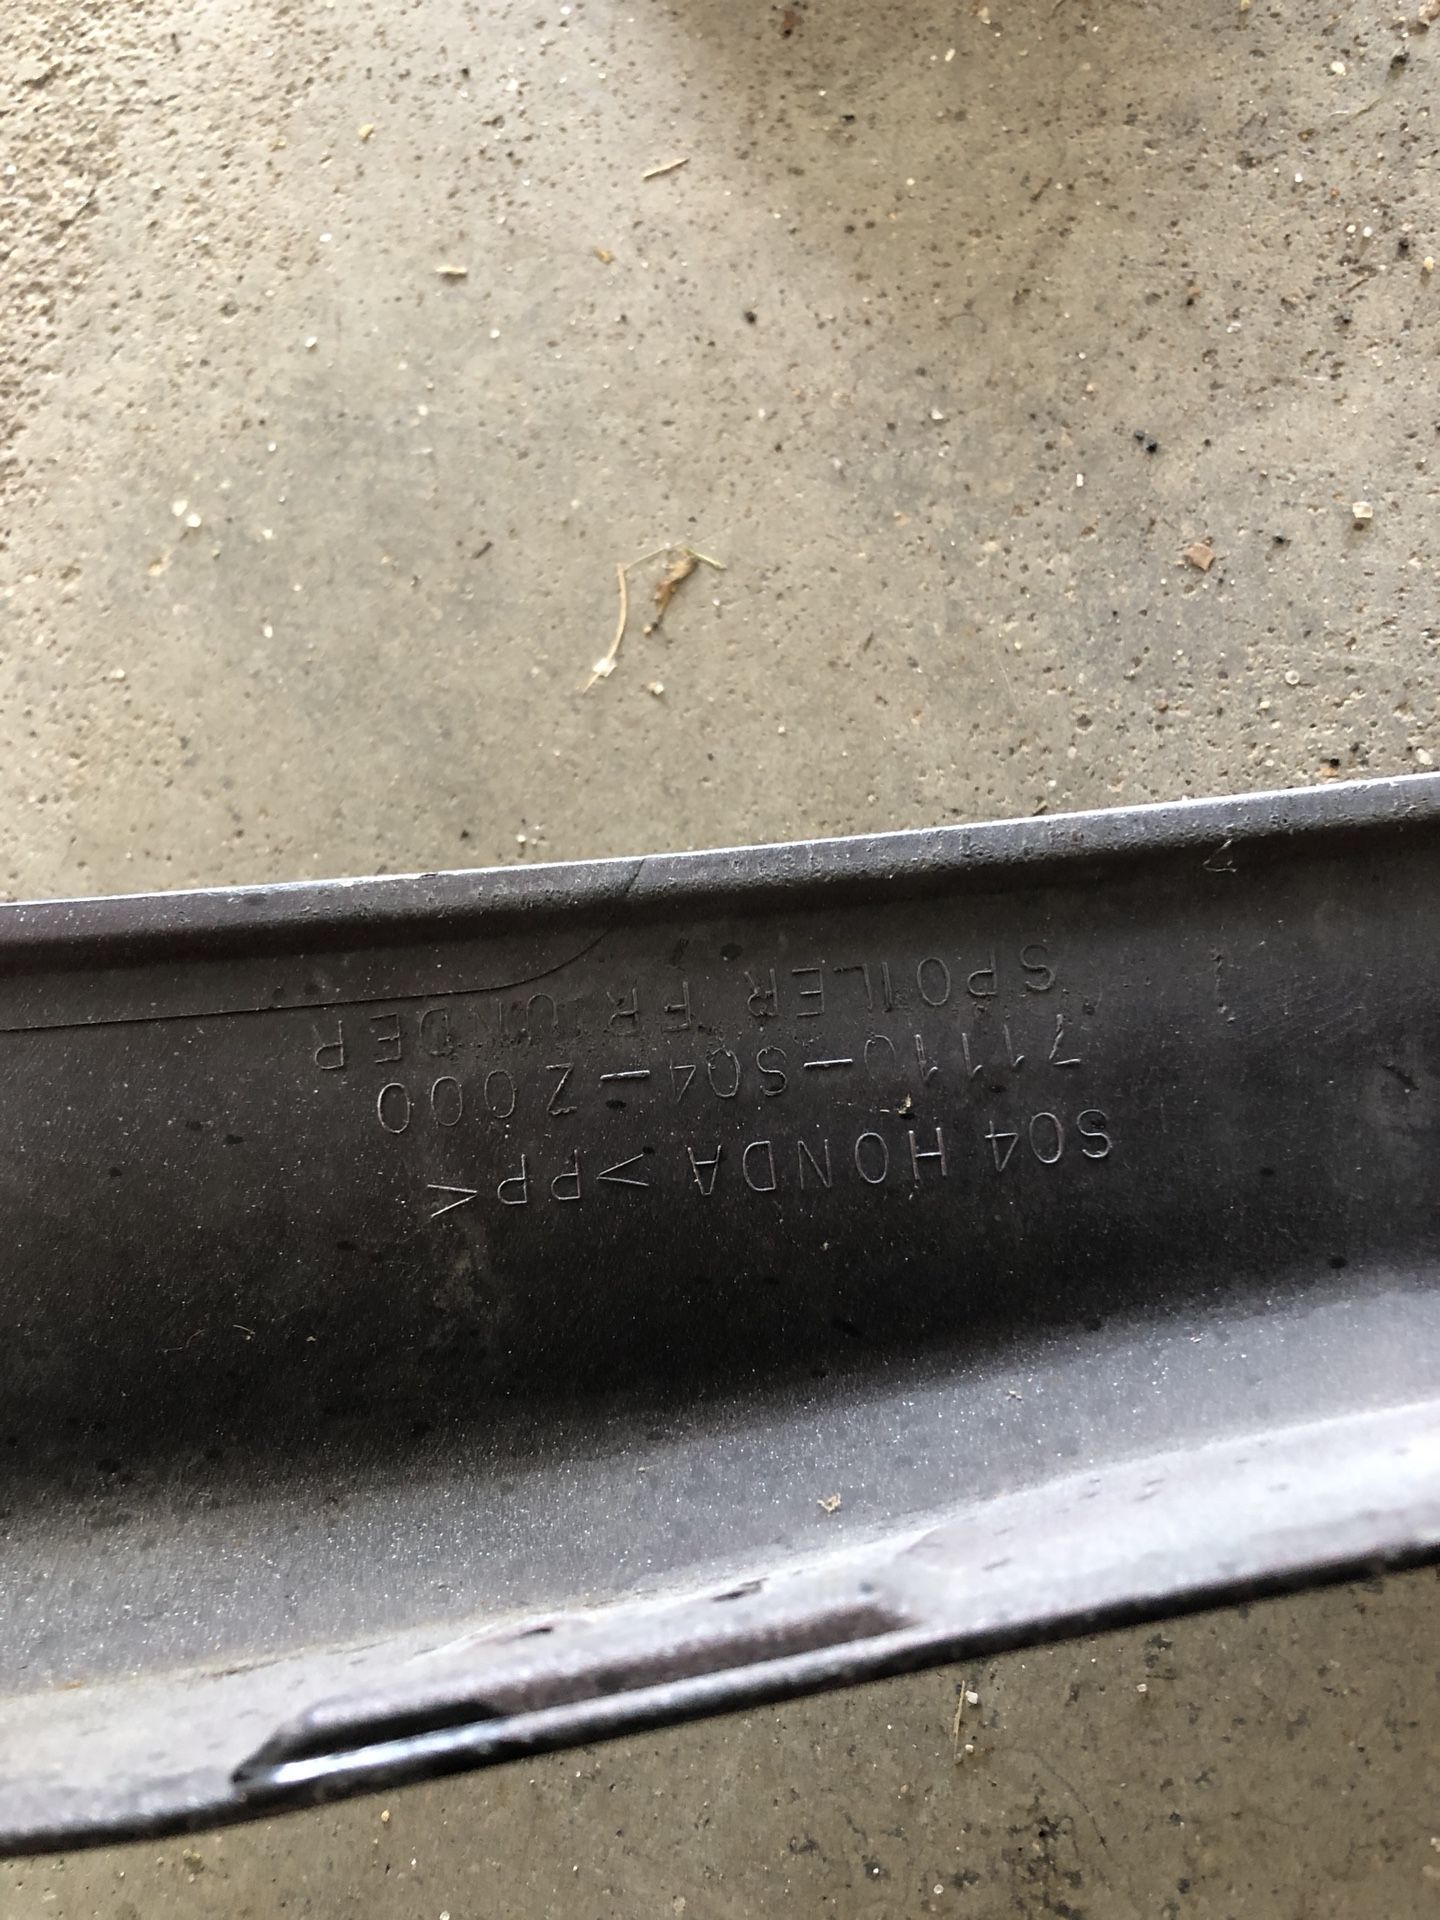 S04 HONDA >PP<
71110-S04-Z000
SPOILER FR UNDER